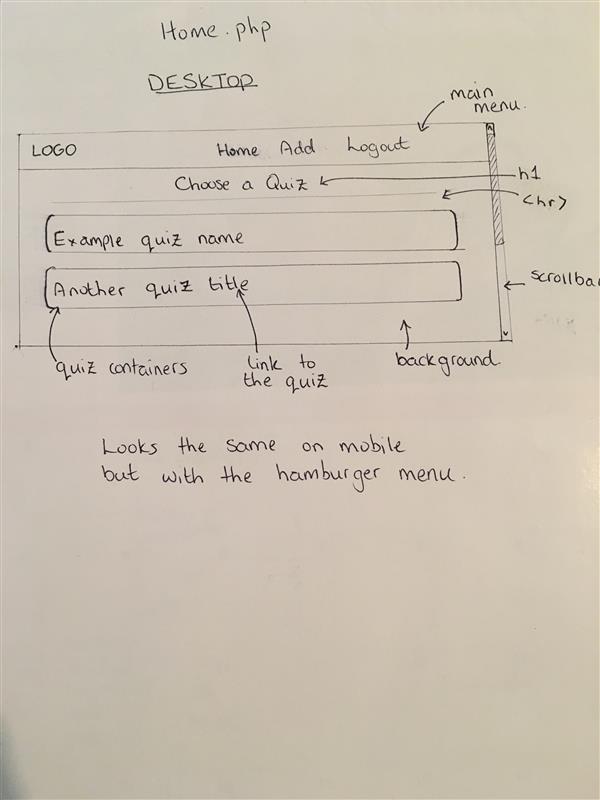 Home.php
DESKTOP
main
menu.
LOGO Home Add Logout
Choose a Quiz
h1
<hr>
Example quiz name
Another quiz title
quiz containers
link to
the quiz
background.
Looks the same on mobile
but with the hamburger menu.